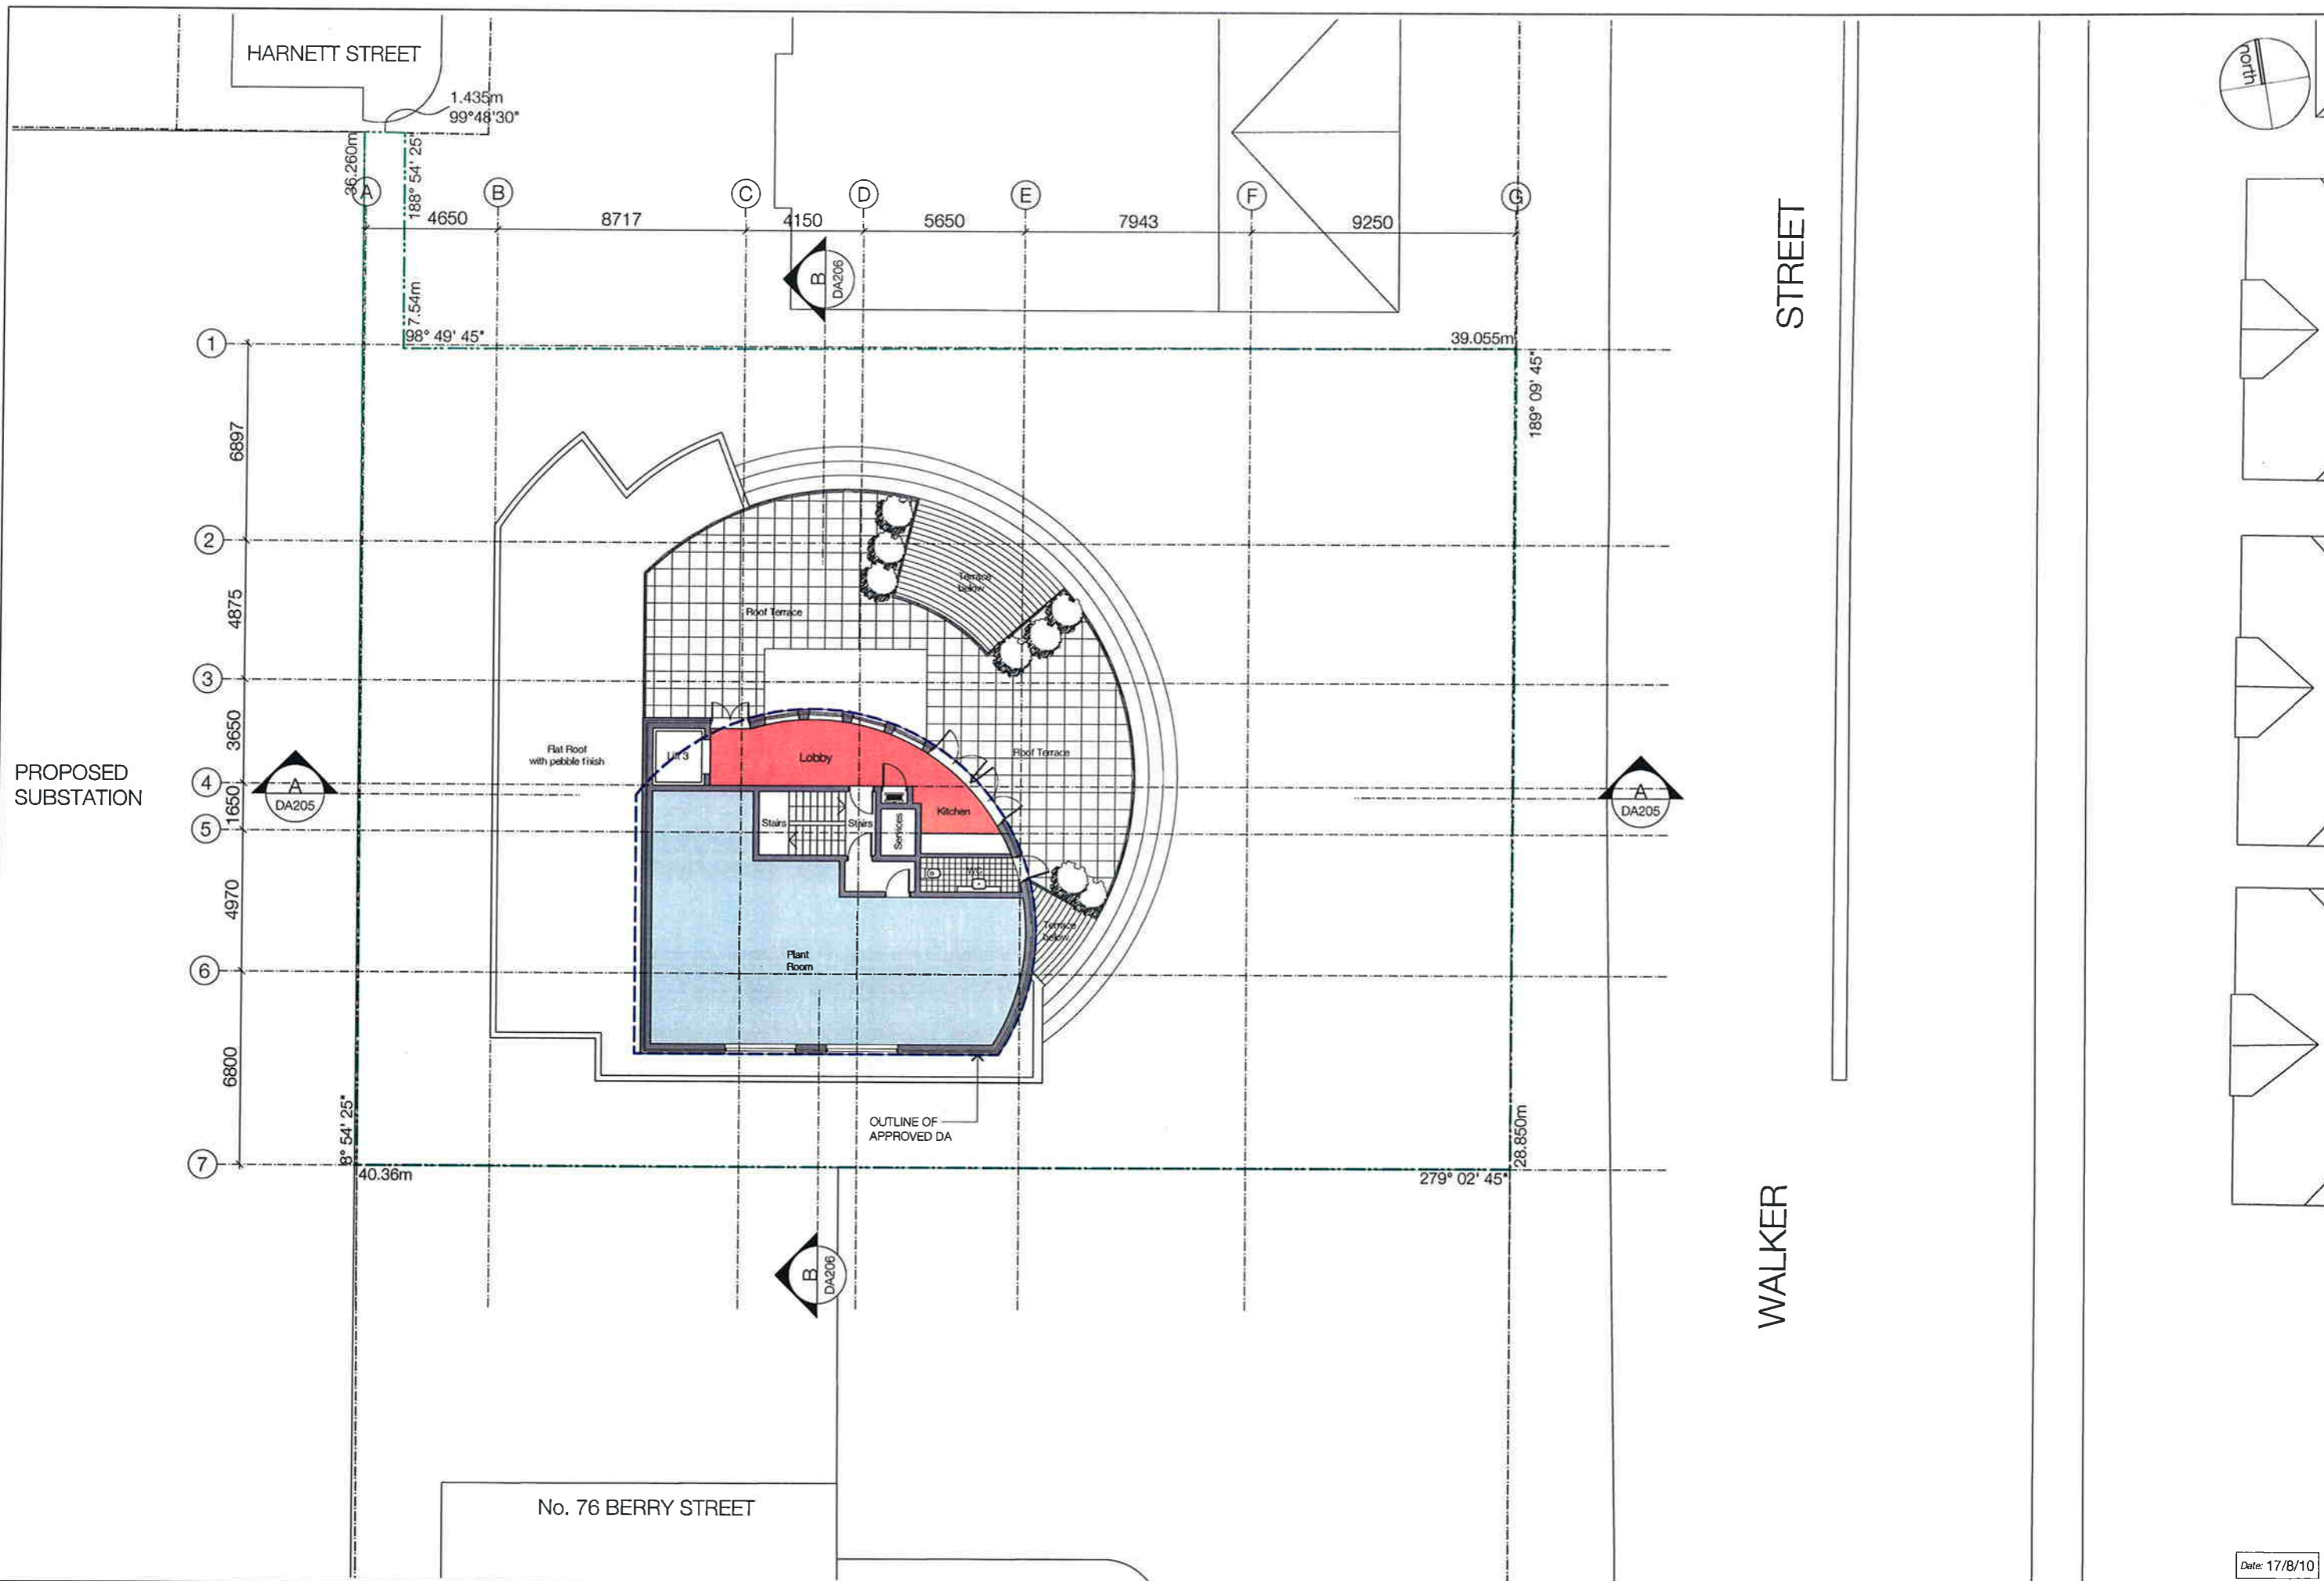 HARNETT STREET
1.435m
99°48'30"
north
36.260m
188° 54' 25"
A
B
C
D
E
F
G
4650
8717
4150
5650
7943
9250
STREET
B
DA206
7.54m
98° 49' 45"
39.055m
189° 09' 45"
1
2
3
4
5
6
7
6897
4875
3650
1650
4970
6800
Terrace
below
Roof Terrace
Flat Roof
with pebble finish
Lift 3
Lobby
Roof Terrace
PROPOSED
SUBSTATION
A
DA205
A
DA205
Stairs
Stairs
Services
Kitchen
WC
Terrace
below
Plant
Room
OUTLINE OF
APPROVED DA
8° 54' 25"
40.36m
28.850m
279° 02' 45"
WALKER
B
DA206
No. 76 BERRY STREET
Date: 17/8/10